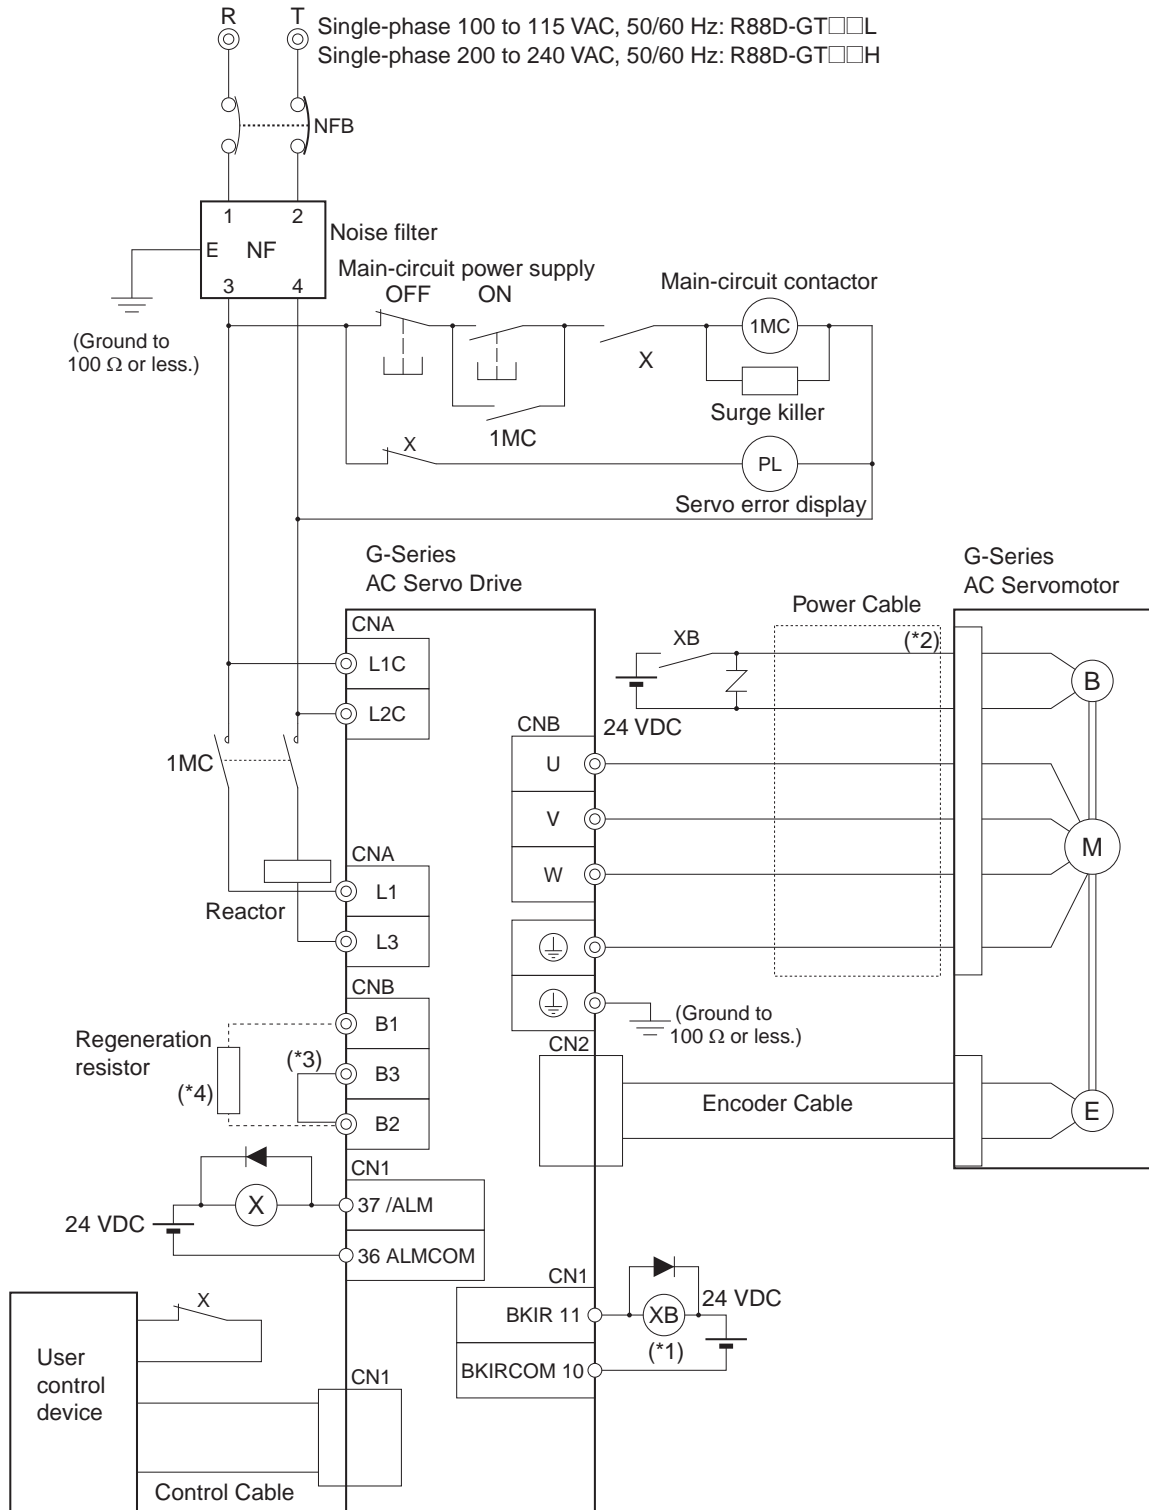 R T
Single-phase 100 to 115 VAC, 50/60 Hz: R88D-GT□□L
Single-phase 200 to 240 VAC, 50/60 Hz: R88D-GT□□H
NFB
1 2
E NF
3 4
Noise filter
(Ground to
100 Ω or less.)
Main-circuit power supply
OFF ON
Main-circuit contactor
1MC
X
Surge killer
1MC
X
PL
Servo error display
G-Series
AC Servo Drive
G-Series
AC Servomotor
CNA
L1C
L2C
1MC
CNA
L1
L3
Reactor
Power Cable
XB
(*2)
24 VDC
B
CNB
U
V
W
M
(Ground to
100 Ω or less.)
CNB
B1
B3
B2
Regeneration
resistor
(*3)
(*4)
CN2
Encoder Cable
E
CN1
X
37 /ALM
24 VDC
36 ALMCOM
CN1
BKIR 11
XB
24 VDC
(*1)
BKIRCOM 10
X
User
control
device
CN1
Control Cable